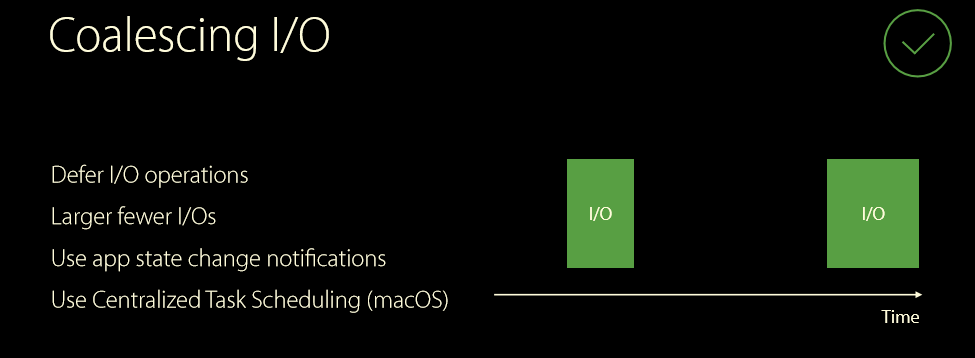 Coalescing I/O
Defer I/O operations
Larger fewer I/Os
Use app state change notifications
Use Centralized Task Scheduling (macOS)
I/O
I/O
Time